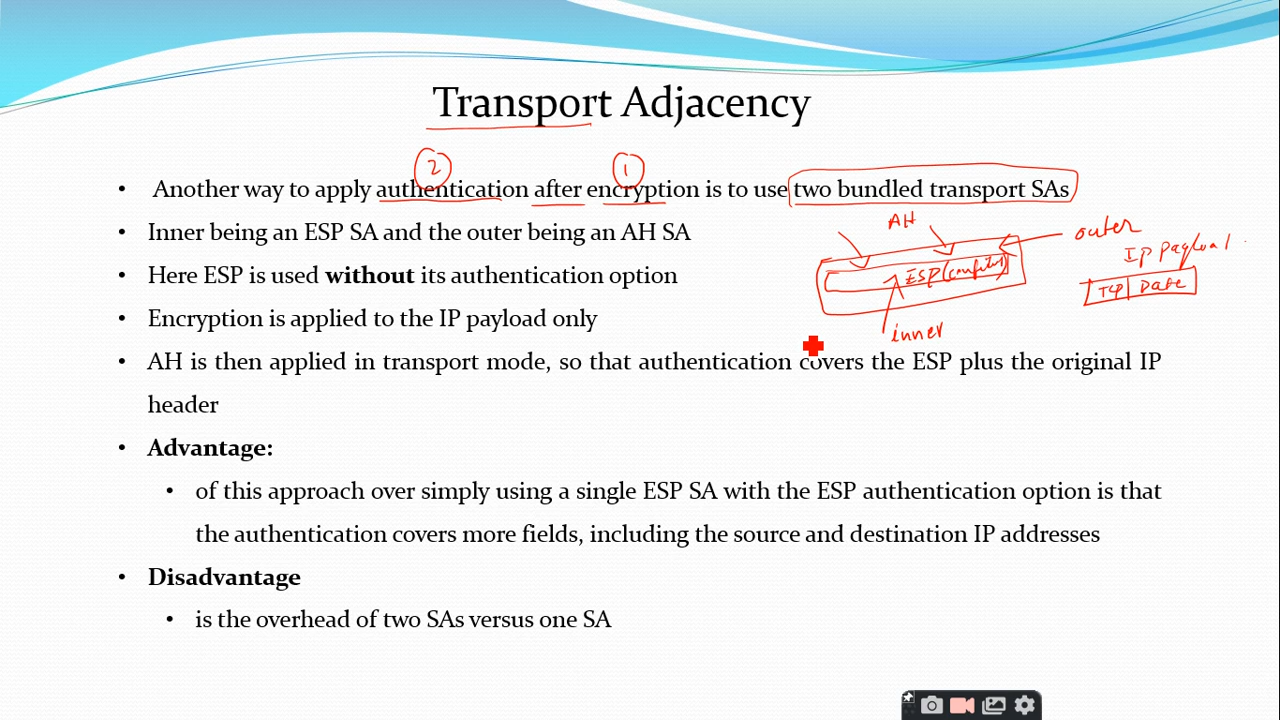 Transport Adjacency
2 1
• Another way to apply authentication after encryption is to use two bundled transport SAs
• Inner being an ESP SA and the outer being an AH SA
AH
outer
IP payload
• Here ESP is used without its authentication option
ESP
TCP Data
• Encryption is applied to the IP payload only
inner
• AH is then applied in transport mode, so that authentication covers the ESP plus the original IP
header
• Advantage:
• of this approach over simply using a single ESP SA with the ESP authentication option is that
the authentication covers more fields, including the source and destination IP addresses
• Disadvantage
• is the overhead of two SAs versus one SA